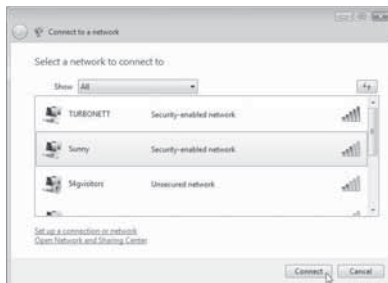 Connect to a network
Select a network to connect to
Show All
TURBONETT Security-enabled network
Sunny Security-enabled network
54gvisitors Unsecured network
Set up a connection or network
Open Network and Sharing Center
Connect Cancel